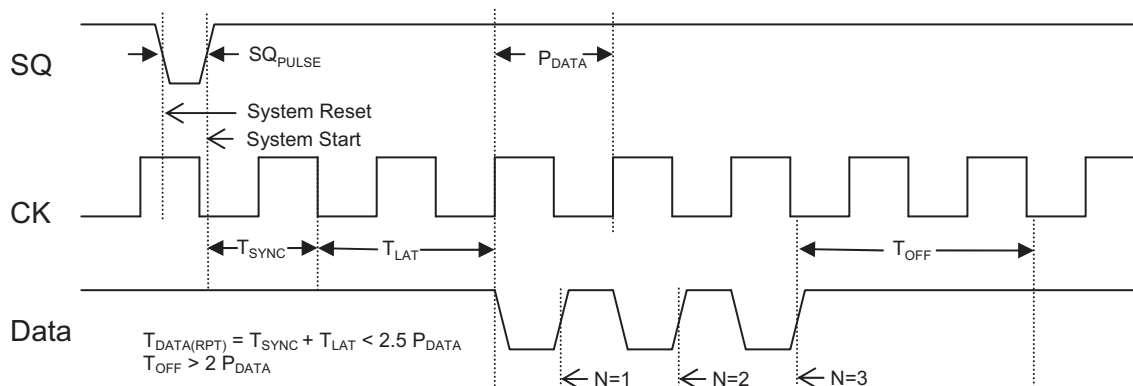 SQ
SQPULSE
PDATA
System Reset
System Start
CK
TSYNC
TLAT
TOFF
Data
TDATA(RPT) = TSYNC + TLAT < 2.5 PDATA
TOFF > 2 PDATA
N=1
N=2
N=3